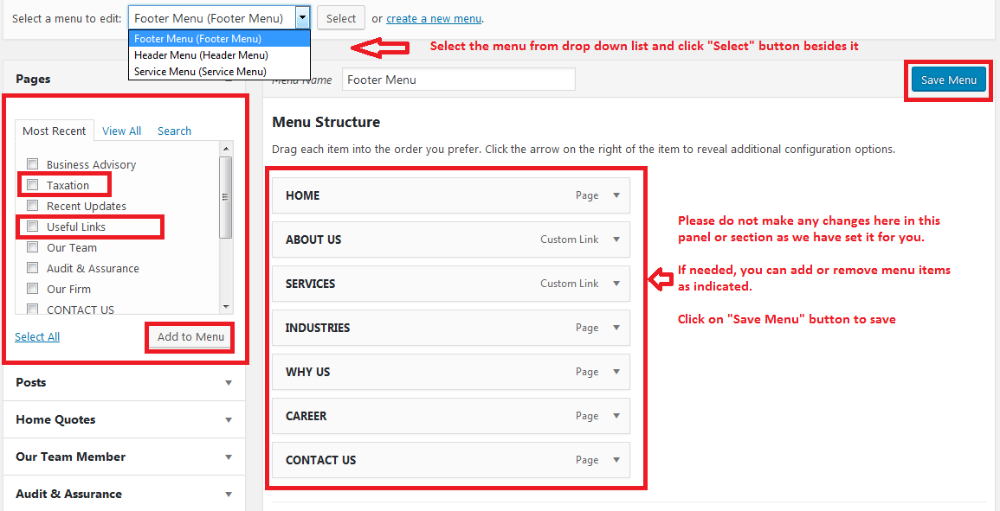 Select a menu to edit: Footer Menu (Footer Menu) Select or create a new menu.
Footer Menu (Footer Menu)
Header Menu (Header Menu)
Service Menu (Service Menu)
Select the menu from drop down list and click "Select" button besides it
Pages
Menu Name Footer Menu
Save Menu
Most Recent View All Search
Business Advisory
Taxation
Recent Updates
Useful Links
Our Team
Audit & Assurance
Our Firm
CONTACT US
Select All
Add to Menu
Posts
Home Quotes
Our Team Member
Audit & Assurance
Menu Structure
Drag each item into the order you prefer. Click the arrow on the right of the item to reveal additional configuration options.
HOME Page
ABOUT US Custom Link
SERVICES Custom Link
INDUSTRIES Page
WHY US Page
CAREER Page
CONTACT US Page
Please do not make any changes here in this
panel or section as we have set it for you.
If needed, you can add or remove menu items
as indicated.
Click on "Save Menu" button to save